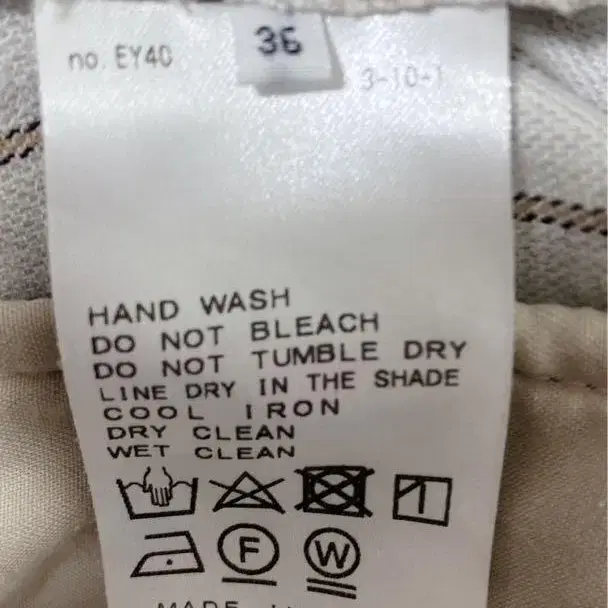 36
no. EY40
3-10-1
HAND WASH
DO NOT BLEACH
DO NOT TUMBLE DRY
LINE DRY IN THE SHADE
COOL IRON
DRY CLEAN
WET CLEAN
F W
MADE